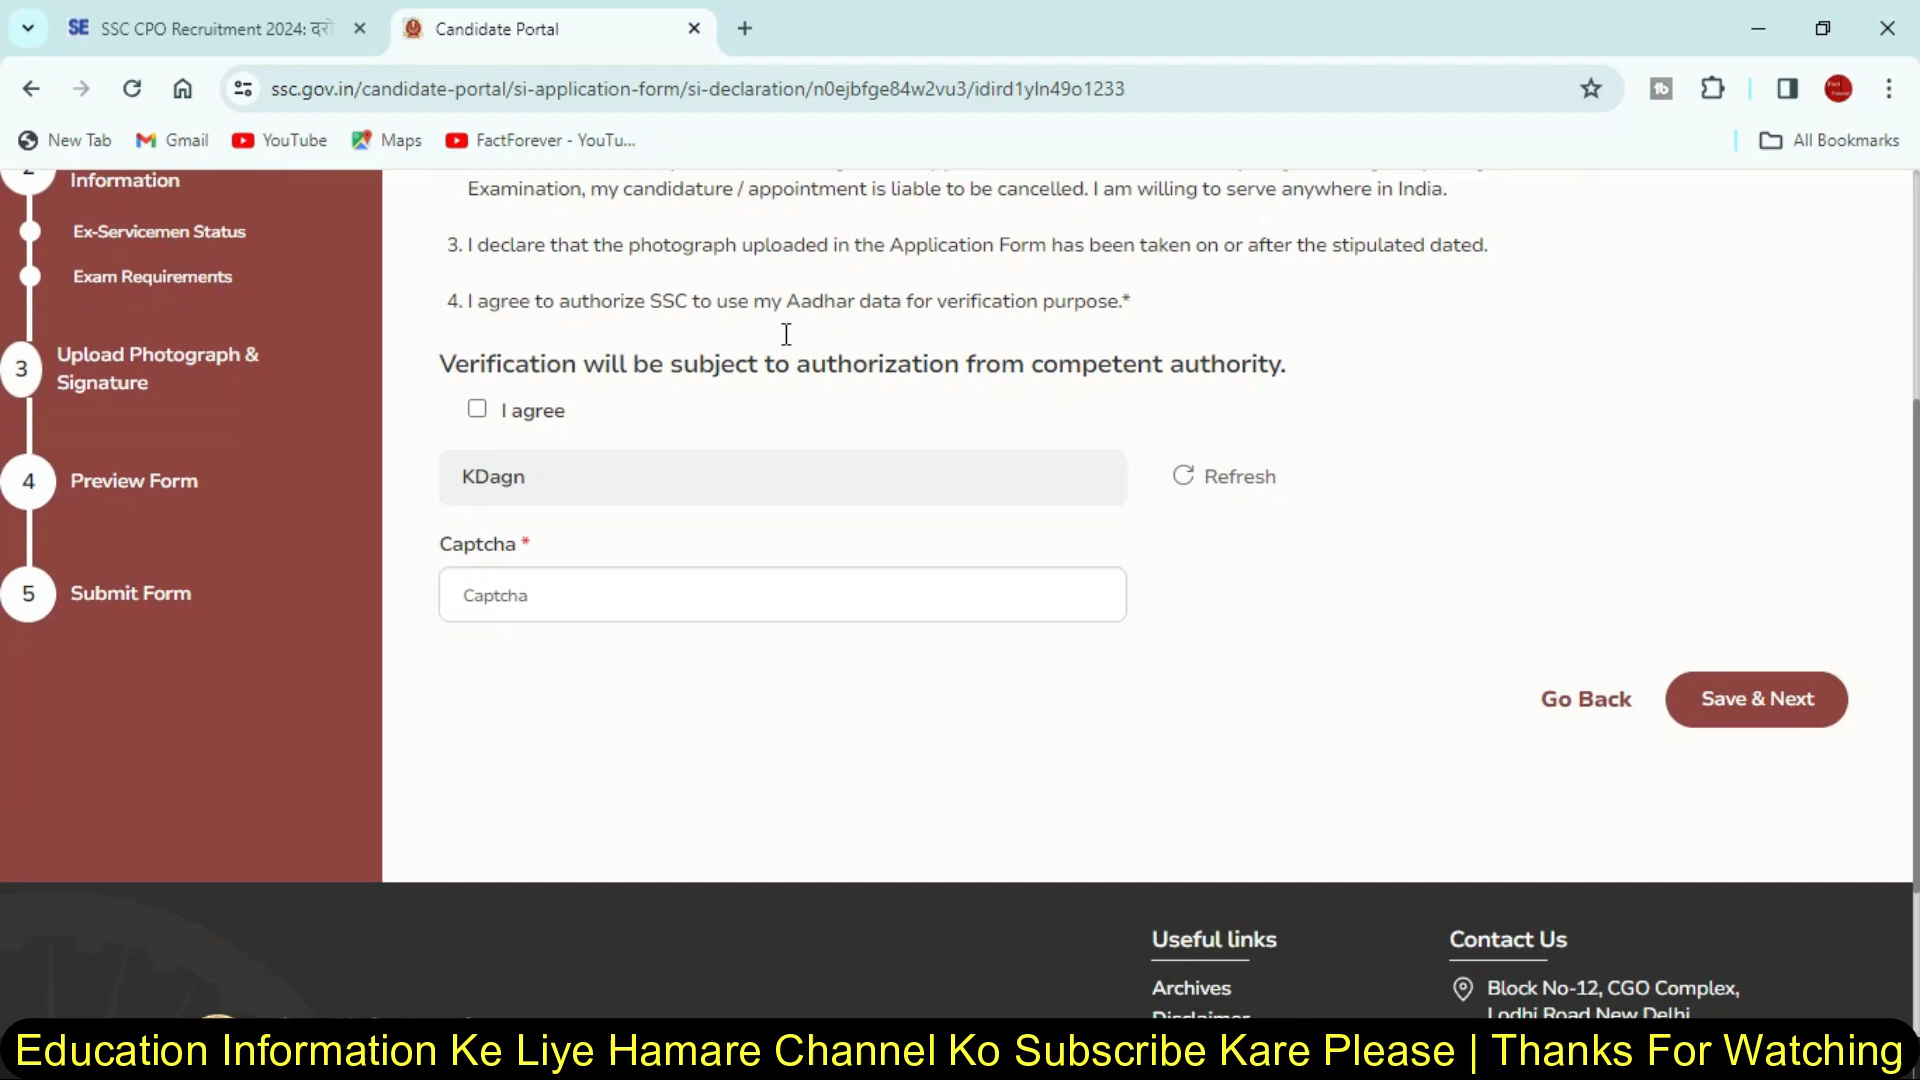 SE SSC CPO Recruitment 2024: दरो
Candidate Portal
ssc.gov.in/candidate-portal/si-application-form/si-declaration/n0ejbfge84w2vu3/idird1yln49o1233
New Tab Gmail YouTube Maps FactForever - YouTu... All Bookmarks
Information
Ex-Servicemen Status
Exam Requirements
3 Upload Photograph &
Signature
4 Preview Form
5 Submit Form
Examination, my candidature / appointment is liable to be cancelled. I am willing to serve anywhere in India.
3. I declare that the photograph uploaded in the Application Form has been taken on or after the stipulated dated.
4. I agree to authorize SSC to use my Aadhar data for verification purpose.*
Verification will be subject to authorization from competent authority.
I agree
KDagn Refresh
Captcha *
Captcha
Go Back Save & Next
Useful links
Archives
Disclaimer
Contact Us
Block No-12, CGO Complex,
Lodhi Road New Delhi
Education Information Ke Liye Hamare Channel Ko Subscribe Kare Please | Thanks For Watching